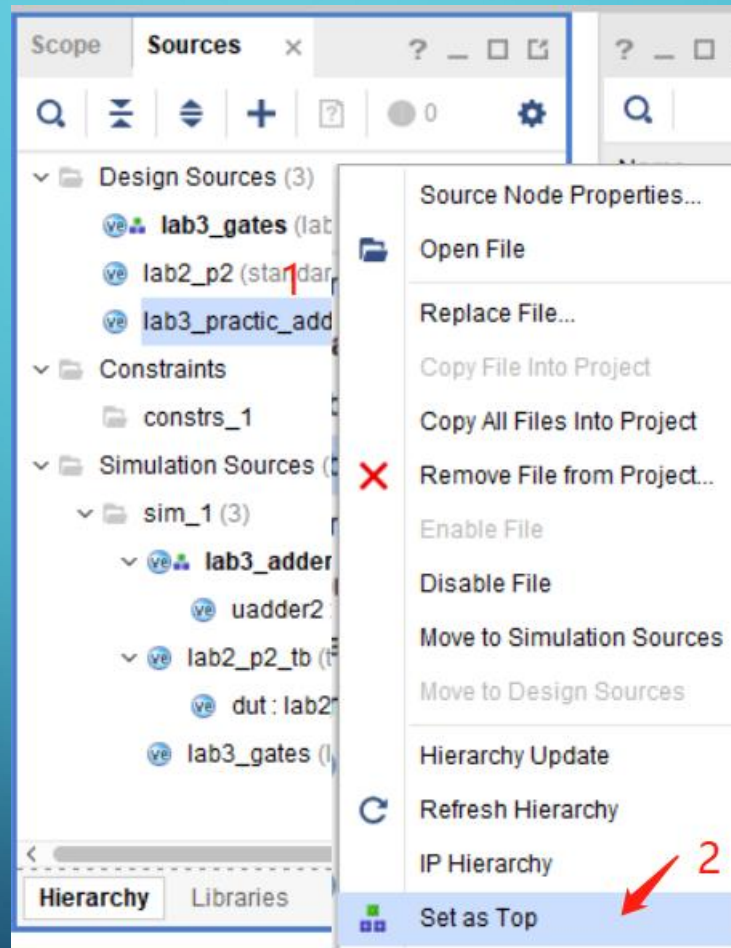 Scope Sources × ? _
0
Design Sources (3)
lab3_gates (lab
lab2_p2 (standar
1
lab3_practic_add
Constraints
constrs_1
Simulation Sources (
sim_1 (3)
lab3_adder
uadder2 :
lab2_p2_tb (t
dut : lab2
lab3_gates (l
Hierarchy Libraries
? _
Source Node Properties...
Open File
Replace File...
Copy File Into Project
Copy All Files Into Project
Remove File from Project...
Enable File
Disable File
Move to Simulation Sources
Move to Design Sources
Hierarchy Update
Refresh Hierarchy
IP Hierarchy
2
Set as Top